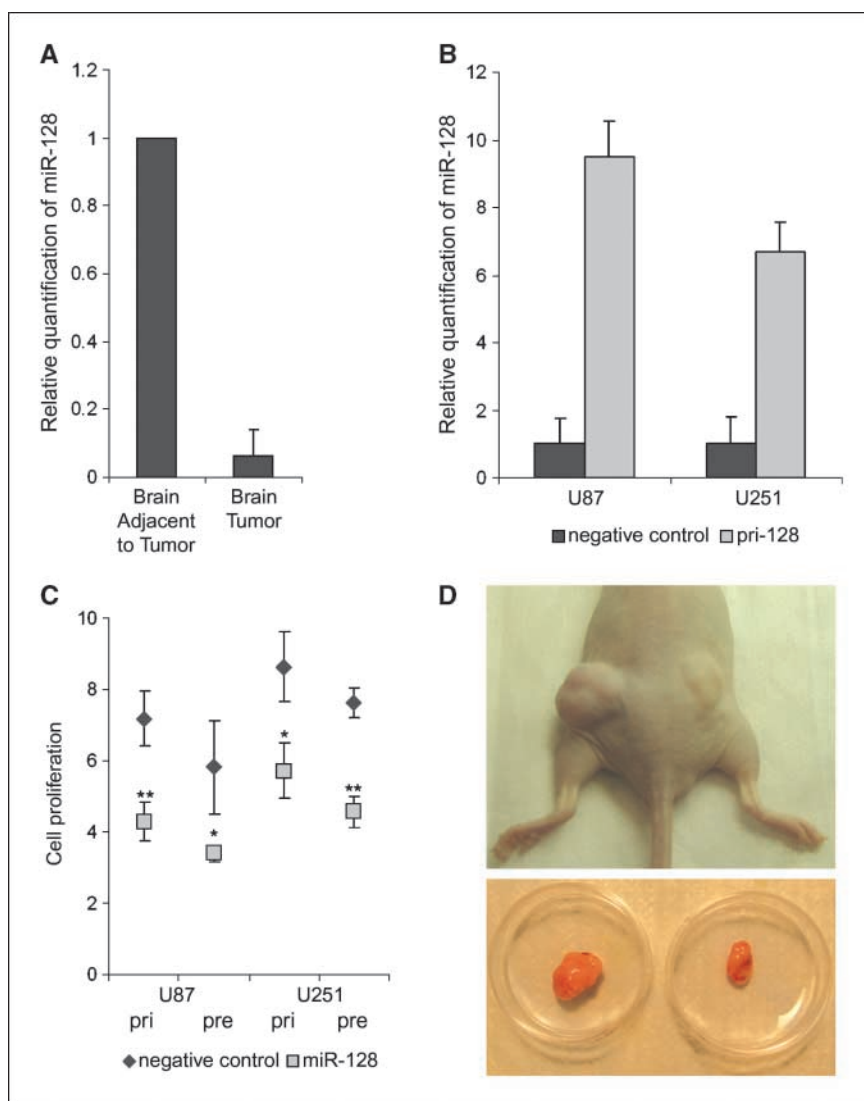 A
Relative quantification of miR-128
1.2
1
0.8
0.6
0.4
0.2
0
Brain
Adjacent
to Tumor
Brain
Tumor
B
Relative quantification of miR-128
12
10
8
6
4
2
0
U87
U251
negative control
pri-128
C
Cell proliferation
10
8
6
4
2
0
**
*
*
**
U87
U251
pri
pre
pri
pre
negative control
miR-128
D